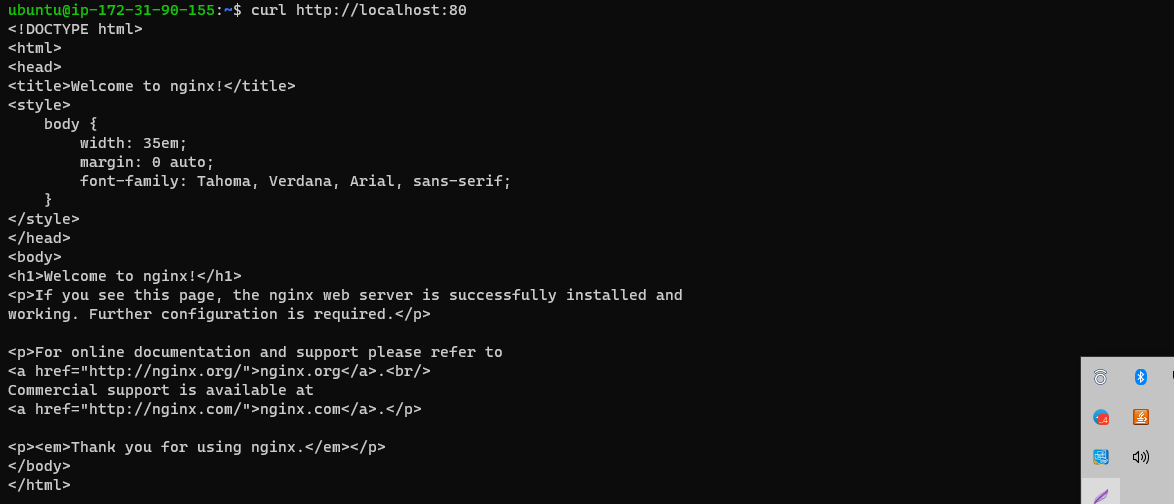 ubuntu@ip-172-31-90-155:~$ curl http://localhost:80
<!DOCTYPE html>
<html>
<head>
<title>Welcome to nginx!</title>
<style>
    body {
        width: 35em;
        margin: 0 auto;
        font-family: Tahoma, Verdana, Arial, sans-serif;
    }
</style>
</head>
<body>
<h1>Welcome to nginx!</h1>
<p>If you see this page, the nginx web server is successfully installed and
working. Further configuration is required.</p>

<p>For online documentation and support please refer to
<a href="http://nginx.org/">nginx.org</a>.<br/>
Commercial support is available at
<a href="http://nginx.com/">nginx.com</a>.</p>

<p><em>Thank you for using nginx.</em></p>
</body>
</html>